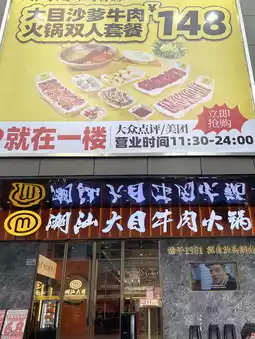 大目沙爹牛肉
火锅双人套餐
¥148
立即
抢购
就在一楼
大众点评/美团
营业时间11:30-24:00
潮汕大目牛肉火锅
潮汕大目